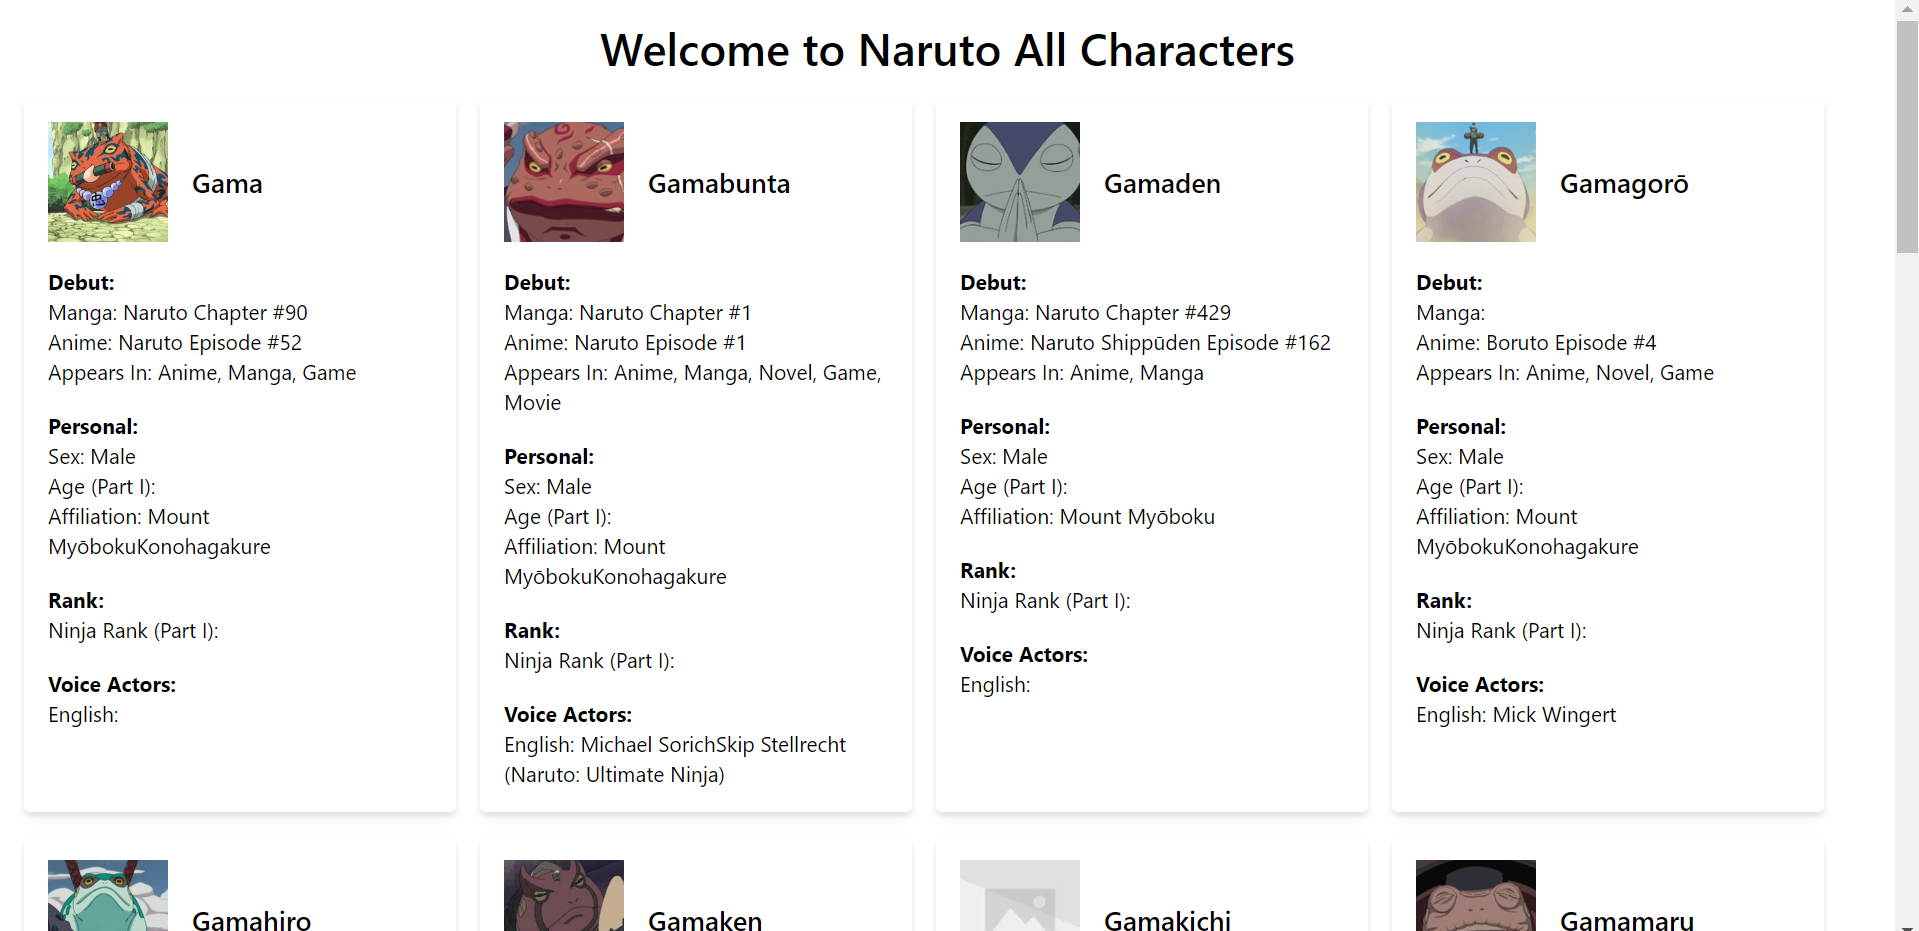 Welcome to Naruto All Characters
Gama
Debut:
Manga: Naruto Chapter #90
Anime: Naruto Episode #52
Appears In: Anime, Manga, Game
Personal:
Sex: Male
Age (Part I):
Affiliation: Mount
MyōbokuKonohagakure
Rank:
Ninja Rank (Part I):
Voice Actors:
English:
Gamabunta
Debut:
Manga: Naruto Chapter #1
Anime: Naruto Episode #1
Appears In: Anime, Manga, Novel, Game,
Movie
Personal:
Sex: Male
Age (Part I):
Affiliation: Mount
MyōbokuKonohagakure
Rank:
Ninja Rank (Part I):
Voice Actors:
English: Michael SorichSkip Stellrecht
(Naruto: Ultimate Ninja)
Gamaden
Debut:
Manga: Naruto Chapter #429
Anime: Naruto Shippūden Episode #162
Appears In: Anime, Manga
Personal:
Sex: Male
Age (Part I):
Affiliation: Mount Myōboku
Rank:
Ninja Rank (Part I):
Voice Actors:
English:
Gamagorō
Debut:
Manga:
Anime: Boruto Episode #4
Appears In: Anime, Novel, Game
Personal:
Sex: Male
Age (Part I):
Affiliation: Mount
MyōbokuKonohagakure
Rank:
Ninja Rank (Part I):
Voice Actors:
English: Mick Wingert
Gamahiro
Gamaken
Gamakichi
Gamamaru